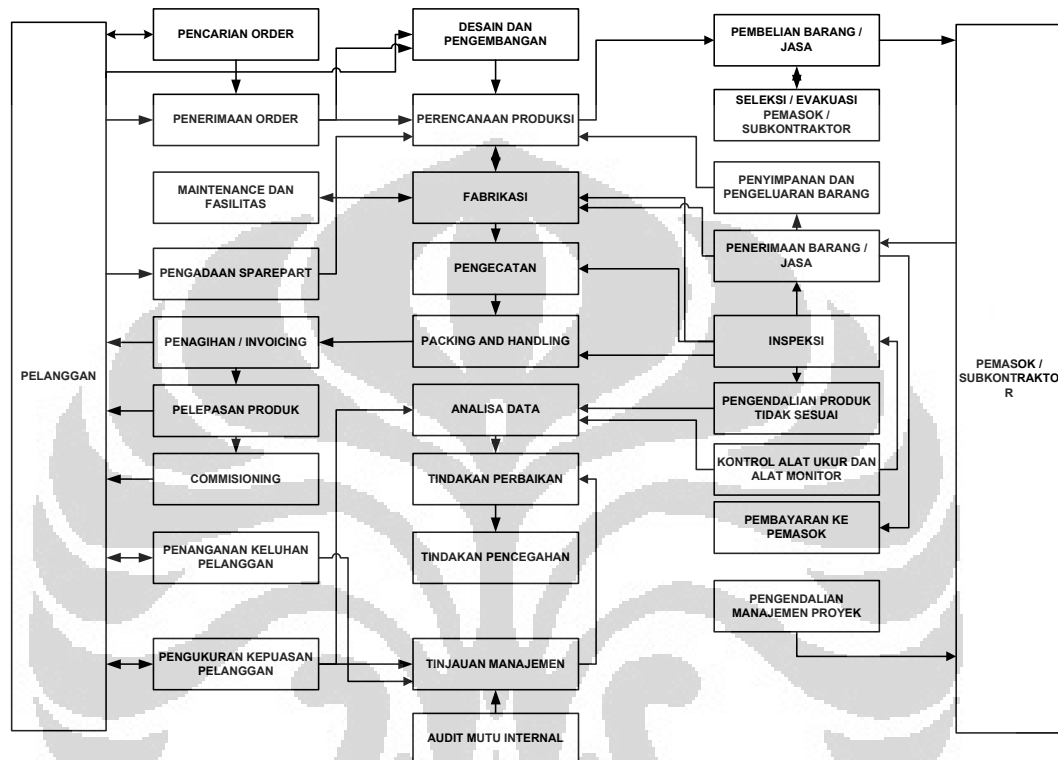 PELANGGAN
PENCARIAN ORDER
PENERIMAAN ORDER
MAINTENANCE DAN
FASILITAS
PENGADAAN SPAREPART
PENAGIHAN / INVOICING
PELEPASAN PRODUK
COMMISIONING
PENANGANAN KELUHAN
PELANGGAN
PENGUKURAN KEPUASAN
PELANGGAN
DESAIN DAN
PENGEMBANGAN
PERENCANAAN PRODUKSI
FABRIKASI
PENGECATAN
PACKING AND HANDLING
ANALISA DATA
TINDAKAN PERBAIKAN
TINDAKAN PENCEGAHAN
TINJAUAN MANAJEMEN
AUDIT MUTU INTERNAL
PEMBELIAN BARANG /
JASA
SELEKSI / EVAKUASI
PEMASOK /
SUBKONTRAKTOR
PENYIMPANAN DAN
PENGELUARAN BARANG
PENERIMAAN BARANG /
JASA
INSPEKSI
PENGENDALIAN PRODUK
TIDAK SESUAI
KONTROL ALAT UKUR DAN
ALAT MONITOR
PEMBAYARAN KE
PEMASOK
PENGENDALIAN
MANAJEMEN PROYEK
PEMASOK /
SUBKONTRAKTO
R